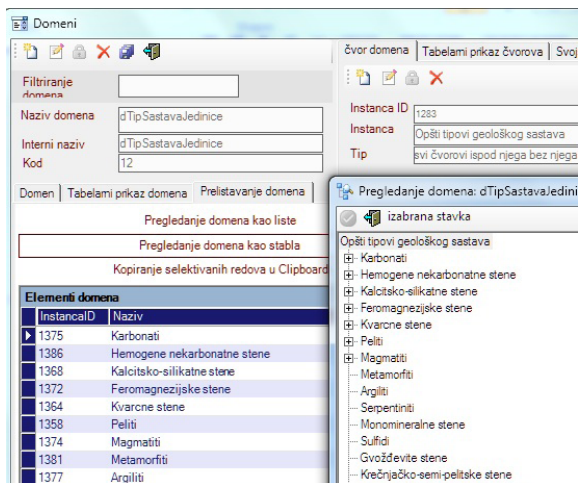 Domeni
Filtriranje
domena
Naziv domena dTipSastavaJedinice
Interni naziv dTipSastavaJedinice
Kod 12
Domen Tabelarni prikaz domena Prelistavanje domena
Pregledanje domena kao liste
Pregledanje domena kao stabla
Kopiranje selektivanih redova u Clipboard
Elementi domena
InstancaID Naziv
1375 Karbonati
1386 Hemogene nekarbonatne stene
1368 Kalcitsko-silikatne stene
1372 Feromagnezijske stene
1364 Kvarcne stene
1358 Peliti
1374 Magmatiti
1381 Metamorfiti
1377 Argiliti
čvor domena Tabelarni prikaz čvorova Svoj
Instanca ID 1283
Instanca Opšti tipovi geološkog sastava
Tip svi čvorovi ispod njega bez njega
Pregledanje domena: dTipSastavaJedini
izabrana stavka
Opšti tipovi geološkog sastava
Karbonati
Hemogene nekarbonatne stene
Kalcitsko-silikatne stene
Feromagnezijske stene
Kvarcne stene
Peliti
Magmatiti
Metamorfiti
Argiliti
Serpentiniti
Monomineralne stene
Sulfidi
Gvožđevite stene
Krečnjačko-semi-pelitske stene